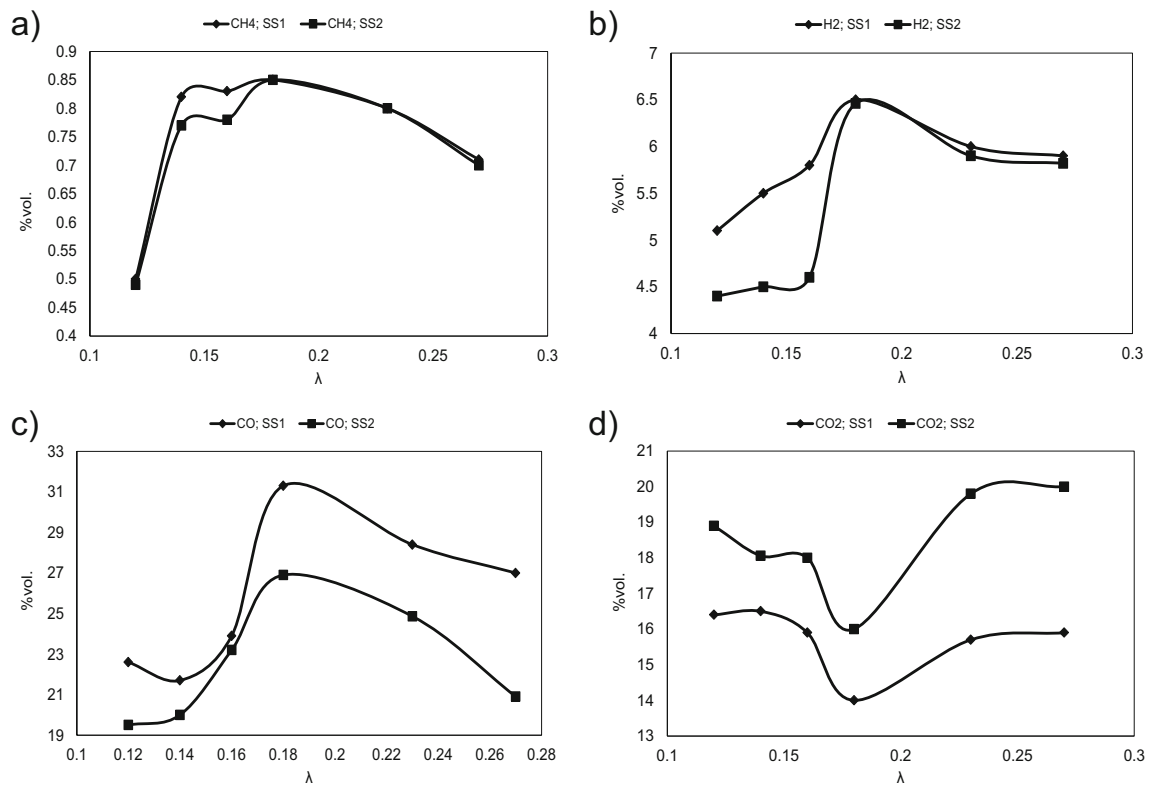 a)
CH4; SS1 CH4; SS2
0.9
0.85
0.8
0.75
0.7
0.65
0.6
0.55
0.5
0.45
0.4
%vol.
0.1 0.15 0.2 0.25 0.3
λ
b)
H2; SS1 H2; SS2
7
6.5
6
5.5
5
4.5
4
%vol.
0.1 0.15 0.2 0.25 0.3
λ
c)
CO; SS1 CO; SS2
33
31
29
27
25
23
21
19
%vol.
0.1 0.12 0.14 0.16 0.18 0.2 0.22 0.24 0.26 0.28
λ
d)
CO2; SS1 CO2; SS2
21
20
19
18
17
16
15
14
13
%vol.
0.1 0.15 0.2 0.25 0.3
λ